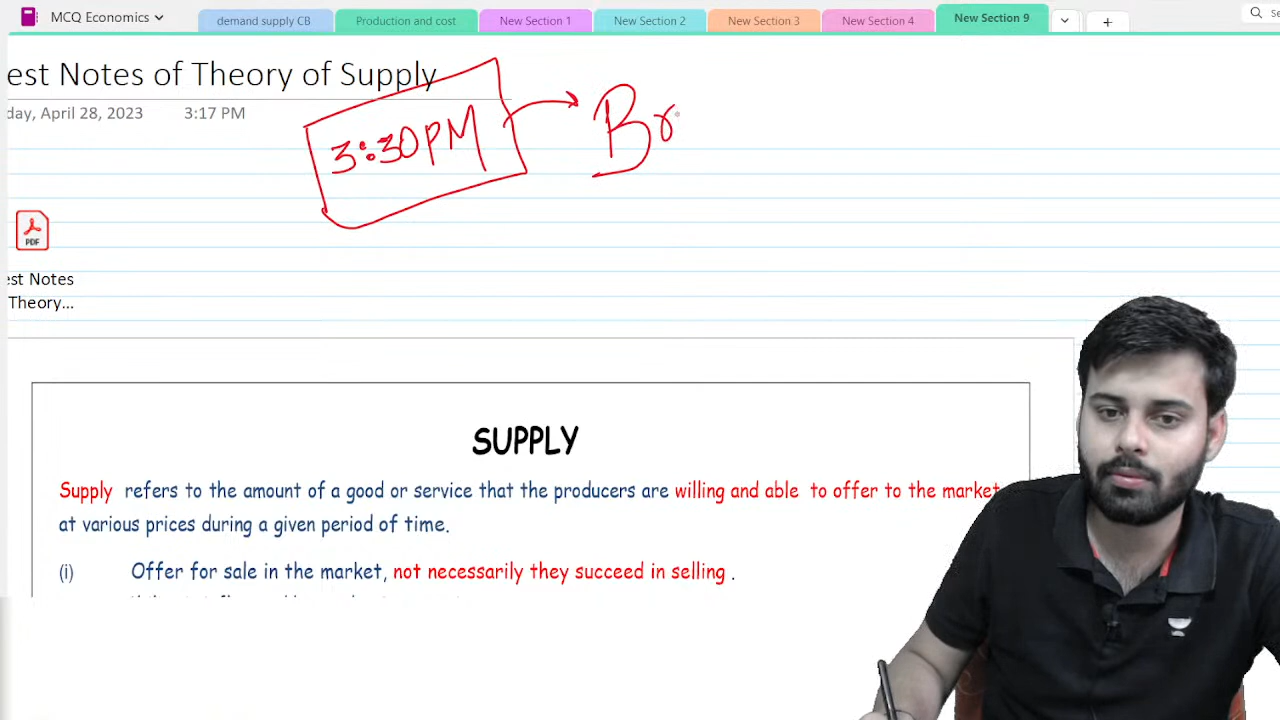 MCQ Economics
demand supply CB
Production and cost
New Section 1
New Section 2
New Section 3
New Section 4
New Section 9
+
Se
est Notes of Theory of Supply
day, April 28, 2023 3:17 PM
3:30PM → Br
PDF
est Notes
Theory...
SUPPLY
Supply refers to the amount of a good or service that the producers are willing and able to offer to the market
at various prices during a given period of time.
(i) Offer for sale in the market, not necessarily they succeed in selling .